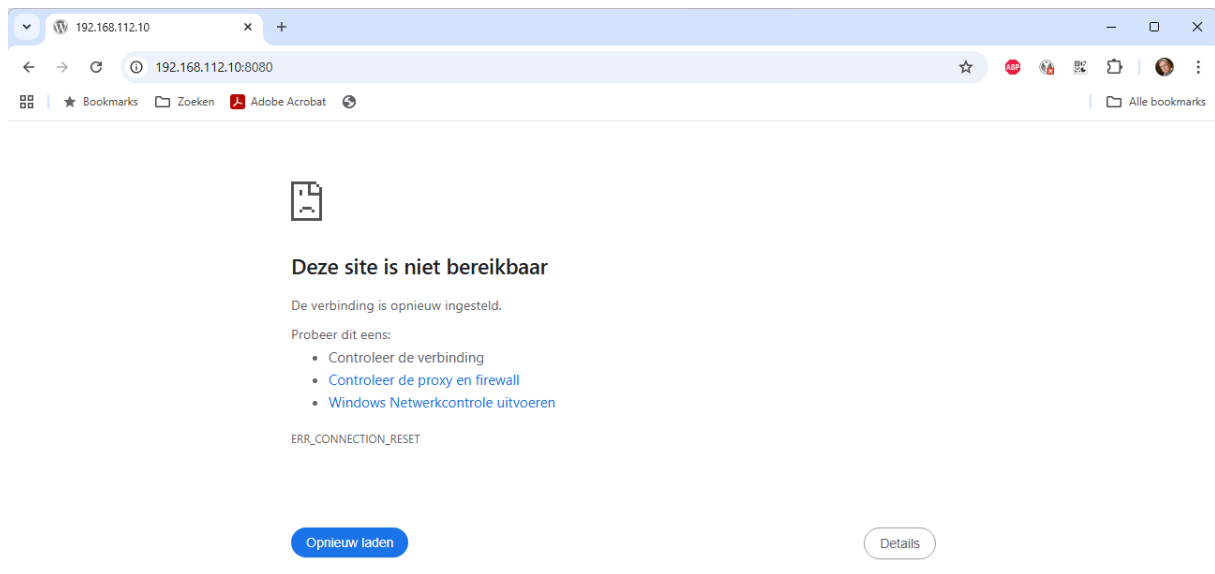 192.168.112.10
192.168.112.10:8080
ABP
Bookmarks Zoeken Adobe Acrobat Alle bookmarks
Deze site is niet bereikbaar
De verbinding is opnieuw ingesteld.
Probeer dit eens:
• Controleer de verbinding
• Controleer de proxy en firewall
• Windows Netwerkcontrole uitvoeren
ERR_CONNECTION_RESET
Opnieuw laden Details